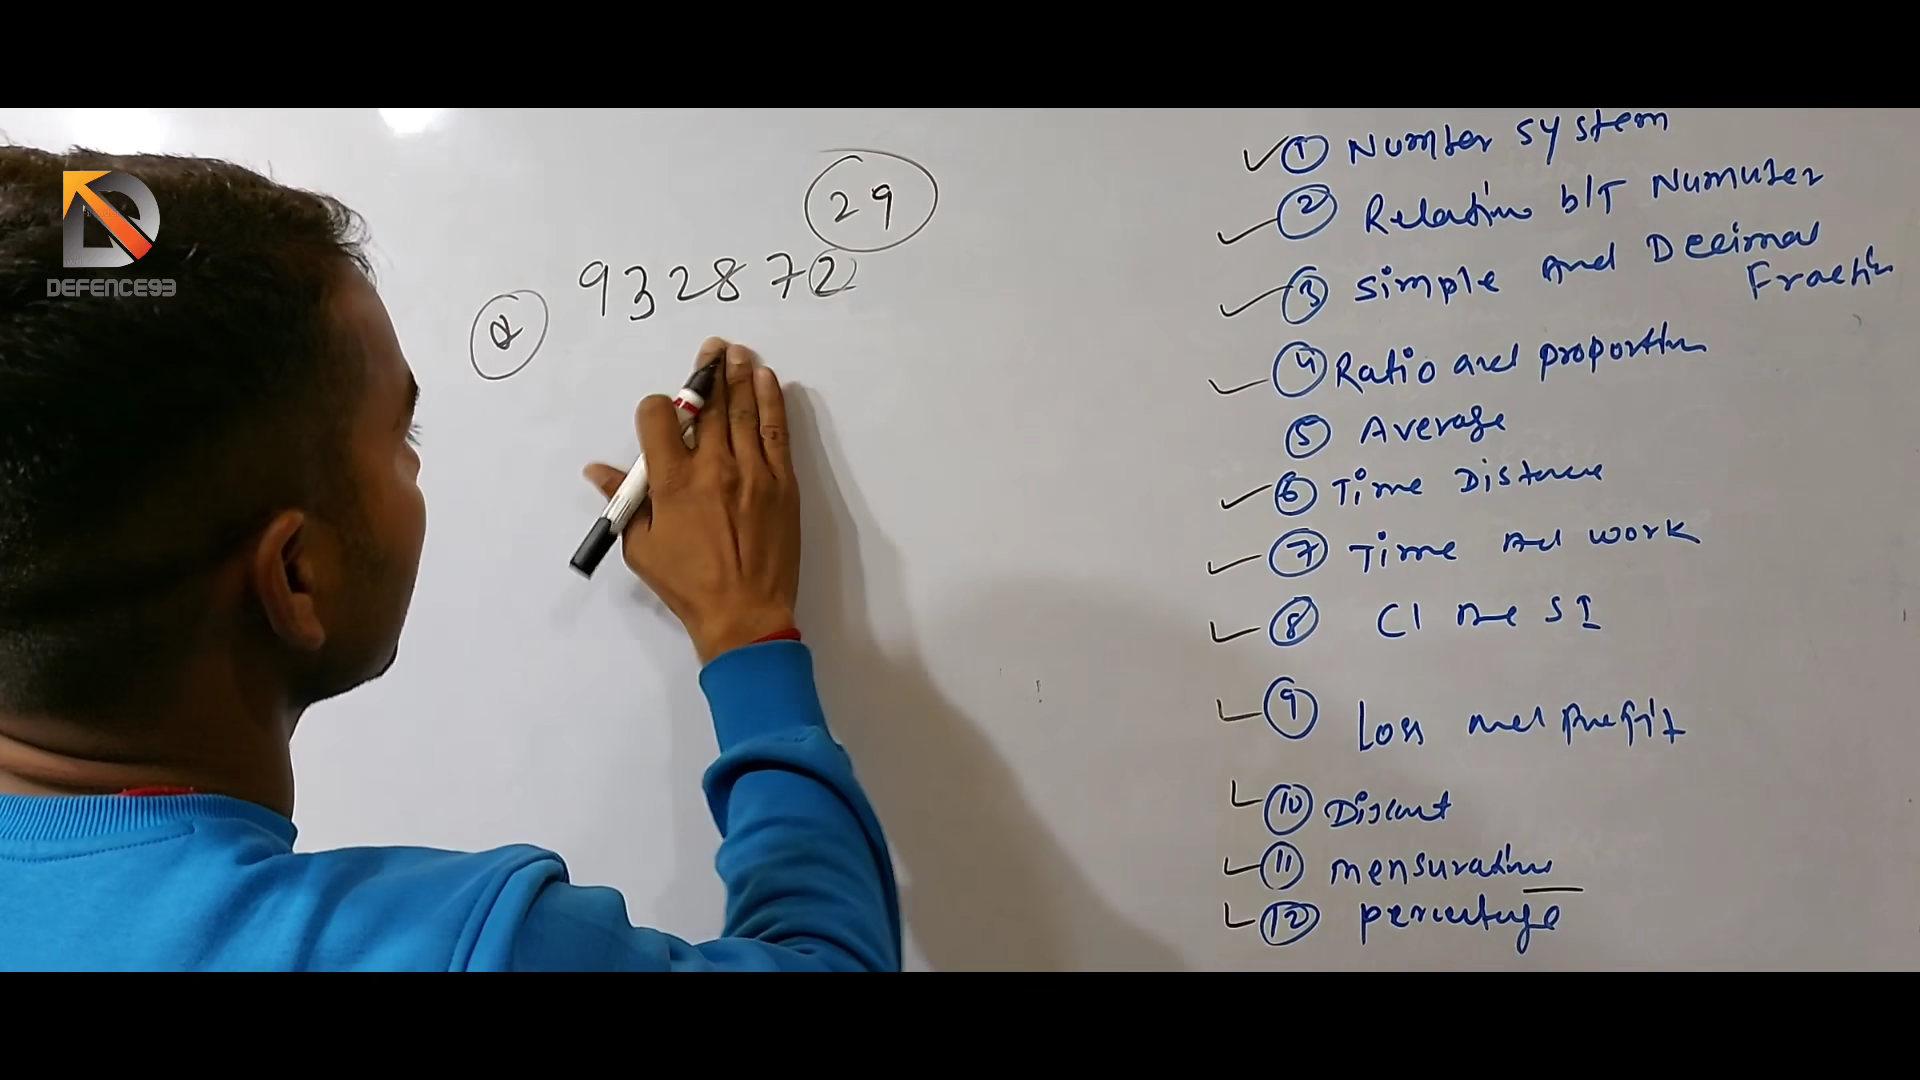 DEFENCE93
29
Q 932872
① Number System
② Relation b/T Numuber
③ Simple and Decimal
Fraction
④ Ratio and proportion
⑤ Average
⑥ Time Distance
⑦ Time And work
⑧ CI And SI
⑨ Loss and Profit
⑩ Discount
⑪ mensuration
⑫ percentage